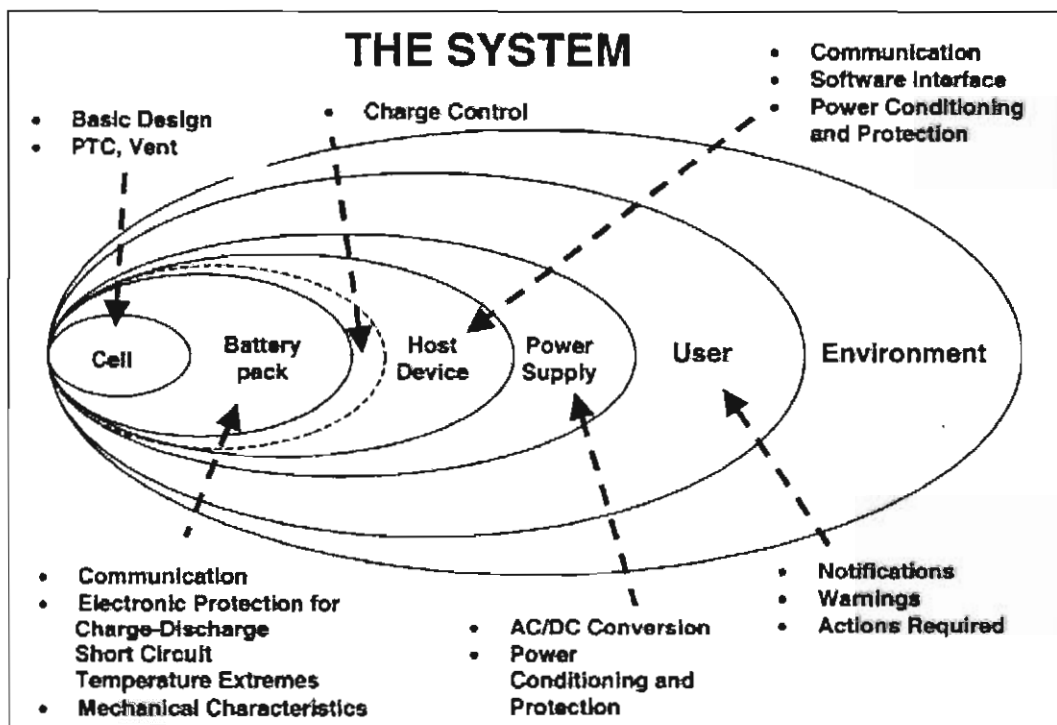 THE SYSTEM
• Basic Design
• PTC, Vent
• Charge Control
• Communication
• Software Interface
• Power Conditioning
and Protection
Cell
Battery
pack
Host
Device
Power
Supply
User
Environment
• Communication
• Electronic Protection for
Charge-Discharge
Short Circuit
Temperature Extremes
• Mechanical Characteristics
• AC/DC Conversion
• Power
Conditioning and
Protection
• Notifications
• Warnings
• Actions Required